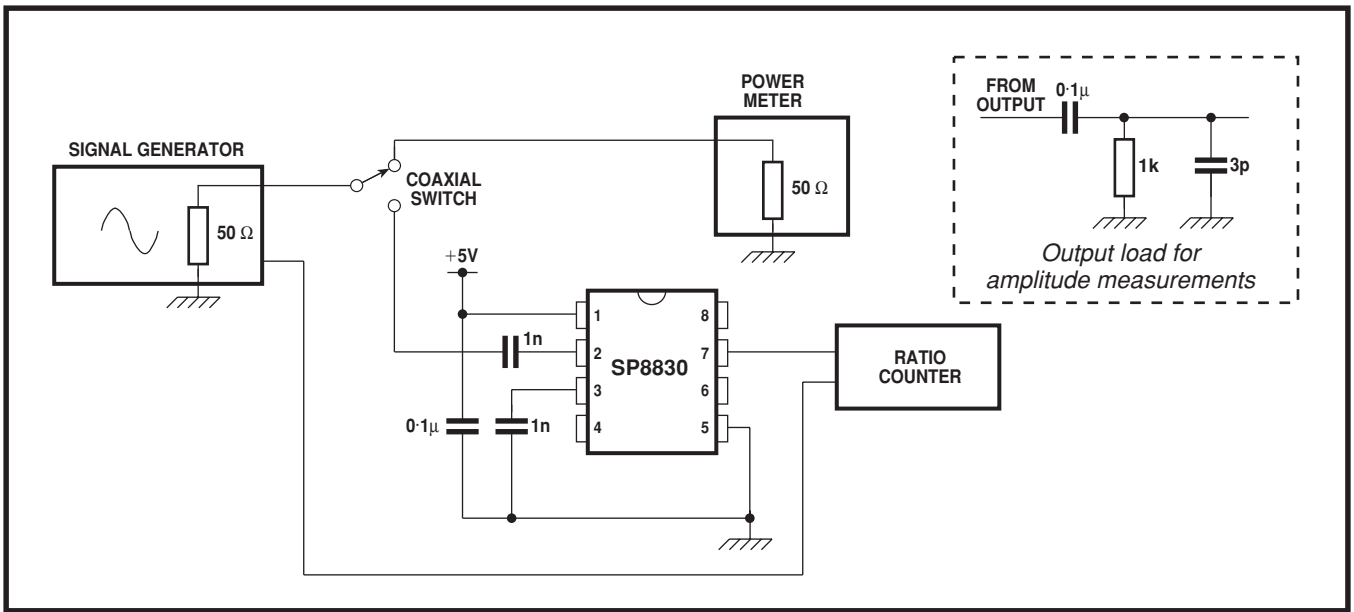 SIGNAL GENERATOR
50 Ω
COAXIAL
SWITCH
POWER
METER
50 Ω
FROM
OUTPUT
0·1µ
1k
3p
Output load for
amplitude measurements
+5V
1n
0·1µ
1n
1
2
3
4
SP8830
8
7
6
5
RATIO
COUNTER